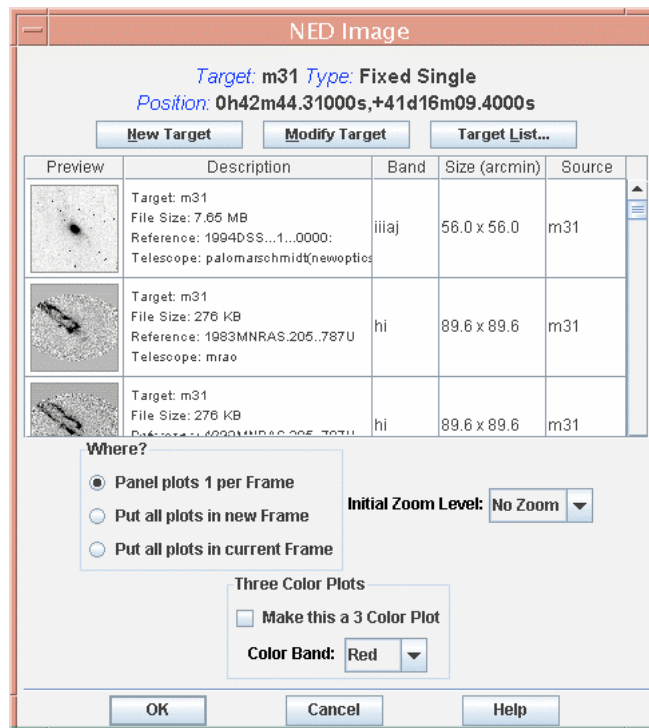 NED Image
Target: m31 Type: Fixed Single
Position: 0h42m44.31000s,+41d16m09.4000s
New Target Modify Target Target List...
Preview Description Band Size (arcmin) Source
Target: m31
File Size: 7.65 MB
Reference: 1994DSS...1...0000:
Telescope: palomarschmidt(newoptics
iiiaj 56.0 x 56.0 m31
Target: m31
File Size: 276 KB
Reference: 1983MNRAS.205..787U
Telescope: mrao
hi 89.6 x 89.6 m31
Target: m31
File Size: 276 KB
hi 89.6 x 89.6 m31
Where?
Panel plots 1 per Frame
Put all plots in new Frame
Put all plots in current Frame
Initial Zoom Level: No Zoom
Three Color Plots
Make this a 3 Color Plot
Color Band: Red
OK Cancel Help